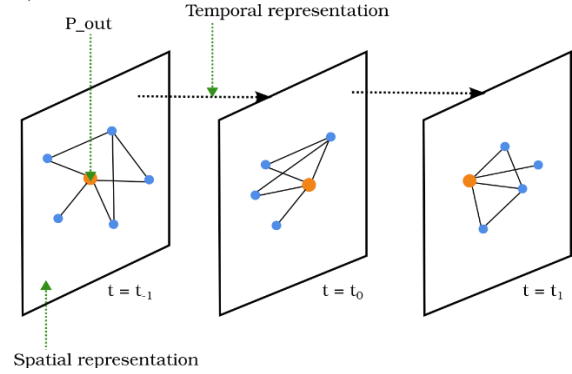 Temporal representation
P_out
t = t₋₁
t = t₀
t = t₁
Spatial representation